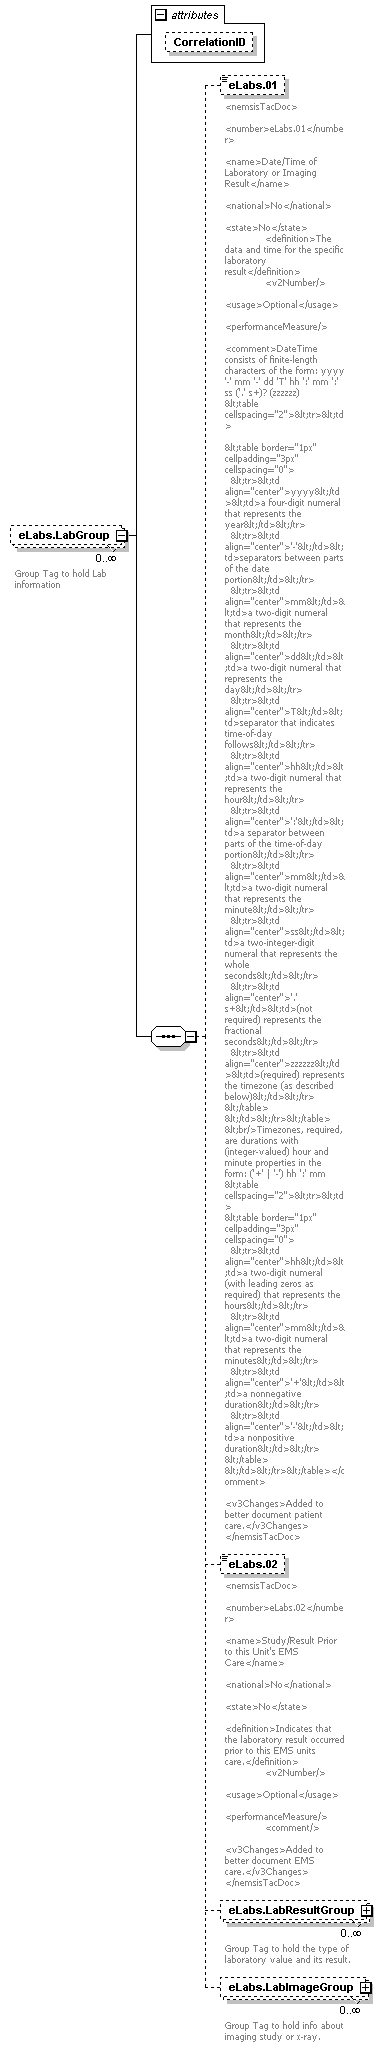 attributes
CorrelationID
eLabs.LabGroup
0..∞
Group Tag to hold Lab
information
eLabs.01
<nemsisTacDoc>
<number>eLabs.01</numbe
r>
<name>Date/Time of
Laboratory or Imaging
Result</name>
<national>No</national>
<state>No</state>
<definition>The
data and time for the specific
laboratory
result</definition>
<v2Number/>
<usage>Optional</usage>
<performanceMeasure/>
<comment>DateTime
consists of finite-length
characters of the form: yyyy
'-' mm '-' dd 'T' hh ':' mm ':'
ss ('.' s+)? (zzzzzz)
&lt;table
cellspacing="2">&lt;tr>&lt;td
>
&lt;table border="1px"
cellpadding="3px"
cellspacing="0">
&lt;tr>&lt;td
align="center">yyyy&lt;/td
>&lt;td>a four-digit numeral
that represents the
year&lt;/td>&lt;/tr>
&lt;tr>&lt;td
align="center">'-'&lt;/td>&lt;
td>separators between parts
of the date
portion&lt;/td>&lt;/tr>
&lt;tr>&lt;td
align="center">mm&lt;/td>&
lt;td>a two-digit numeral
that represents the
month&lt;/td>&lt;/tr>
&lt;tr>&lt;td
align="center">dd&lt;/td>&lt
;td>a two-digit numeral that
represents the
day&lt;/td>&lt;/tr>
&lt;tr>&lt;td
align="center">T&lt;/td>&lt;
td>separator that indicates
time-of-day
follows&lt;/td>&lt;/tr>
&lt;tr>&lt;td
align="center">hh&lt;/td>&lt
;td>a two-digit numeral that
represents the
hour&lt;/td>&lt;/tr>
&lt;tr>&lt;td
align="center">':'&lt;/td>&lt;
td>a separator between
parts of the time-of-day
portion&lt;/td>&lt;/tr>
&lt;tr>&lt;td
align="center">mm&lt;/td>&
lt;td>a two-digit numeral
that represents the
minute&lt;/td>&lt;/tr>
&lt;tr>&lt;td
align="center">ss&lt;/td>&lt;
td>a two-integer-digit
numeral that represents the
whole
seconds&lt;/td>&lt;/tr>
&lt;tr>&lt;td
align="center">'.'
s+&lt;/td>&lt;td>(not
required) represents the
fractional
seconds&lt;/td>&lt;/tr>
&lt;tr>&lt;td
align="center">zzzzzz&lt;/td
>&lt;td>(required) represents
the timezone (as described
below)&lt;/td>&lt;/tr>
&lt;/table>
&lt;/td>&lt;/tr>&lt;/table>
&lt;br/>Timezones, required,
are durations with
(integer-valued) hour and
minute properties in the
form: ('+' | '-') hh ':' mm
&lt;table
cellspacing="2">&lt;tr>&lt;td
>
&lt;table border="1px"
cellpadding="3px"
cellspacing="0">
&lt;tr>&lt;td
align="center">hh&lt;/td>&lt
;td>a two-digit numeral
(with leading zeros as
required) that represents the
hours&lt;/td>&lt;/tr>
&lt;tr>&lt;td
align="center">mm&lt;/td>&
lt;td>a two-digit numeral
that represents the
minutes&lt;/td>&lt;/tr>
&lt;tr>&lt;td
align="center">'+'&lt;/td>&lt
;td>a nonnegative
duration&lt;/td>&lt;/tr>
&lt;tr>&lt;td
align="center">'-'&lt;/td>&lt;
td>a nonpositive
duration&lt;/td>&lt;/tr>
&lt;/table>
&lt;/td>&lt;/tr>&lt;/table></c
omment>
<v3Changes>Added to
better document patient
care.</v3Changes>
</nemsisTacDoc>
eLabs.02
<nemsisTacDoc>
<number>eLabs.02</numbe
r>
<name>Study/Result Prior
to this Unit's EMS
Care</name>
<national>No</national>
<state>No</state>
<definition>Indicates that
the laboratory result occurred
prior to this EMS units
care.</definition>
<v2Number/>
<usage>Optional</usage>
<performanceMeasure/>
<comment/>
<v3Changes>Added to
better document EMS
care.</v3Changes>
</nemsisTacDoc>
eLabs.LabResultGroup
0..∞
Group Tag to hold the type of
laboratory value and its result.
eLabs.LabImageGroup
0..∞
Group Tag to hold info about
imaging study or x-ray.